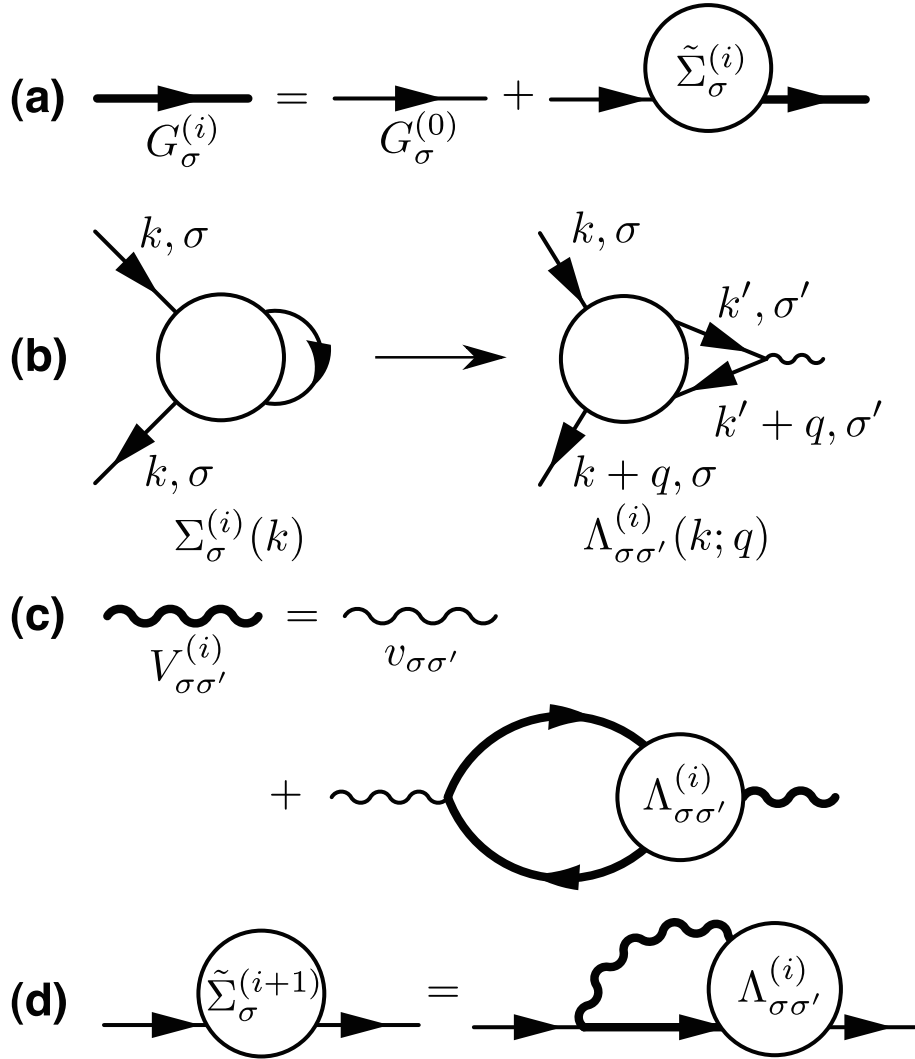 (a) = + Σ̃_σ^(i)
G_σ^(i) G_σ^(0)
k, σ k, σ
(b) k′, σ′
k′ + q, σ′
k, σ k + q, σ
Σ_σ^(i)(k) Λ_σσ′^(i)(k; q)
(c) =
V_σσ′^(i) v_σσ′
+ Λ_σσ′^(i)
(d) Σ̃_σ^(i+1) = Λ_σσ′^(i)